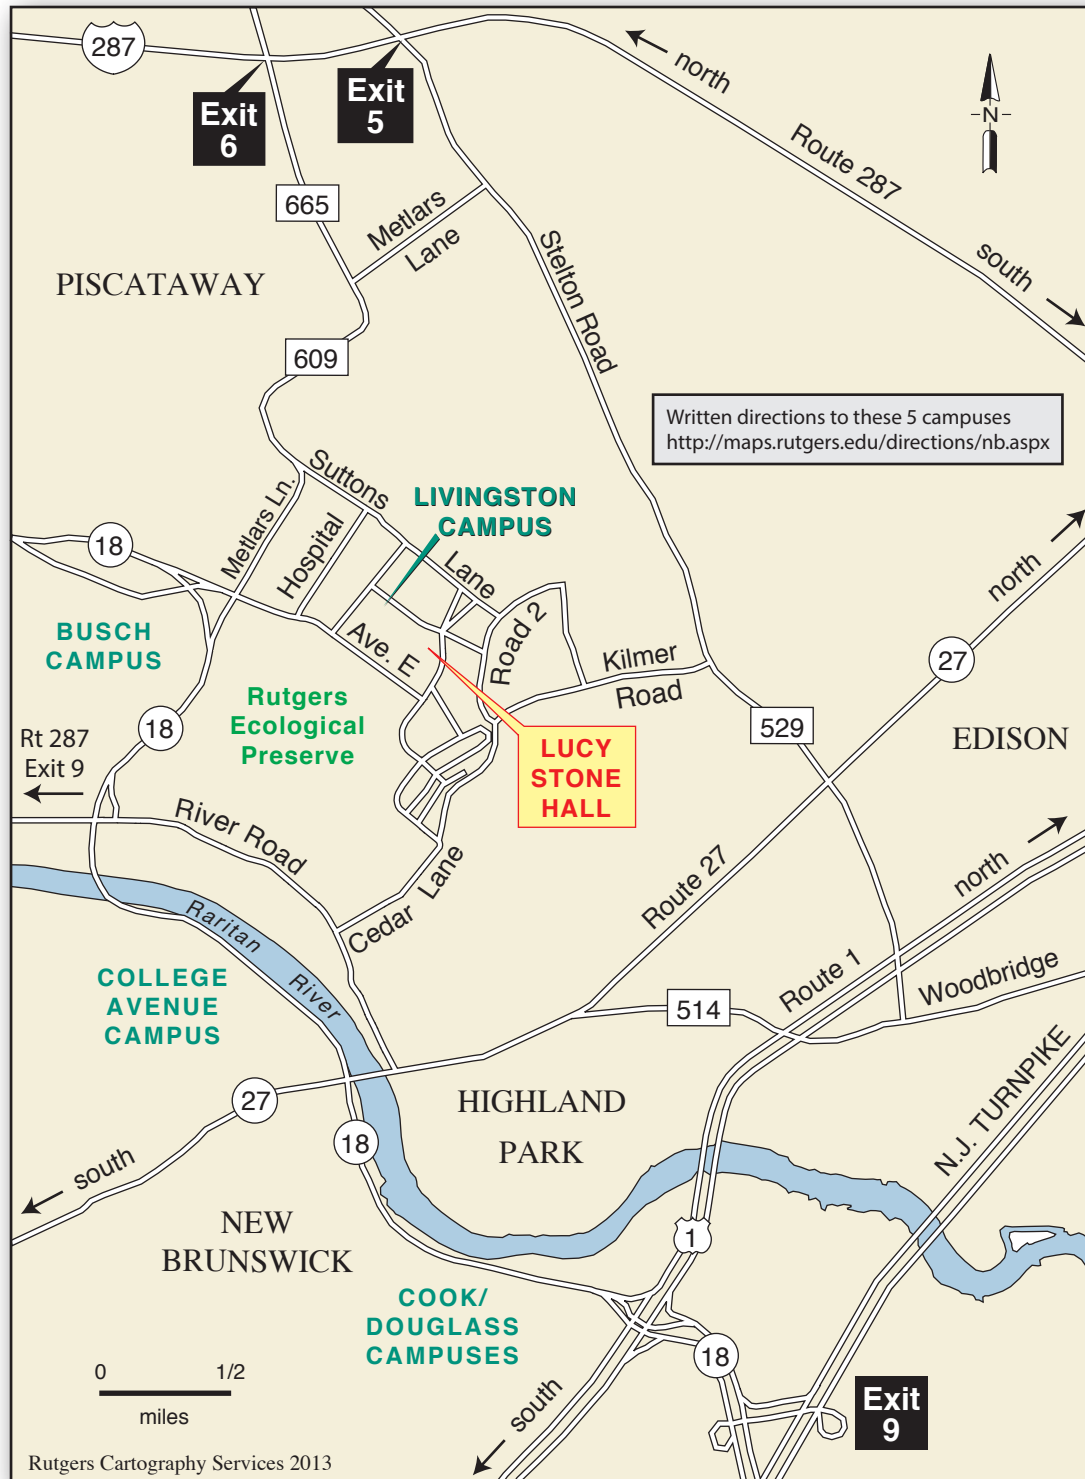 287
Exit
6
Exit
5
north
Route 287
south
N
665
Metlars
Lane
Stelton Road
PISCATAWAY
609
Written directions to these 5 campuses
http://maps.rutgers.edu/directions/nb.aspx
Suttons
Lane
LIVINGSTON
CAMPUS
Metlars Ln.
Hospital
18
Ave. E
Road 2
Kilmer
Road
BUSCH
CAMPUS
Rutgers
Ecological
Preserve
18
Rt 287
Exit 9
LUCY
STONE
HALL
529
north
27
EDISON
River Road
Cedar
Lane
Route 27
north
Route 1
Woodbridge
Raritan
River
COLLEGE
AVENUE
CAMPUS
514
27
18
south
HIGHLAND
PARK
N.J. TURNPIKE
NEW
BRUNSWICK
1
COOK/
DOUGLASS
CAMPUSES
18
south
Exit
9
0
1/2
miles
Rutgers Cartography Services 2013